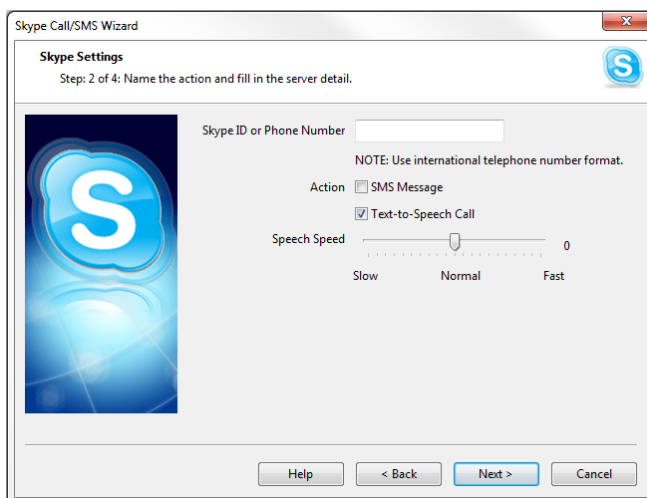 Skype Call/SMS Wizard
Skype Settings
Step: 2 of 4: Name the action and fill in the server detail.
Skype ID or Phone Number
NOTE: Use international telephone number format.
Action SMS Message
Text-to-Speech Call
Speech Speed 0
Slow Normal Fast
Help < Back Next > Cancel